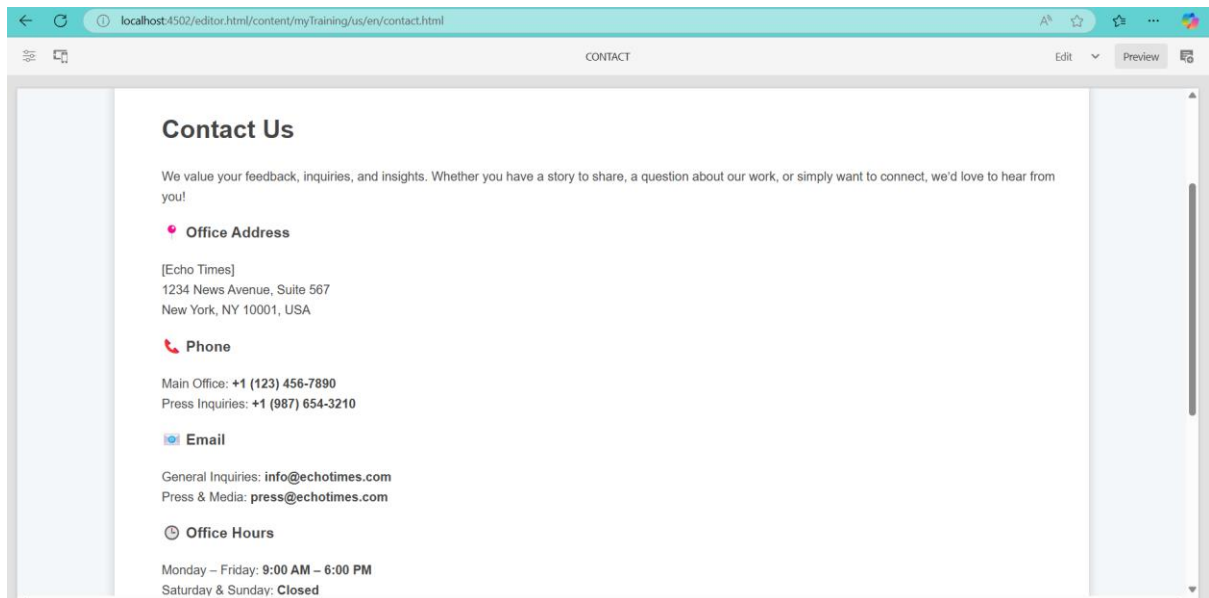 localhost:4502/editor.html/content/myTraining/us/en/contact.html
CONTACT
Edit
Preview
Contact Us
We value your feedback, inquiries, and insights. Whether you have a story to share, a question about our work, or simply want to connect, we'd love to hear from
you!
Office Address
[Echo Times]
1234 News Avenue, Suite 567
New York, NY 10001, USA
Phone
Main Office: +1 (123) 456-7890
Press Inquiries: +1 (987) 654-3210
Email
General Inquiries: info@echotimes.com
Press & Media: press@echotimes.com
Office Hours
Monday – Friday: 9:00 AM – 6:00 PM
Saturday & Sunday: Closed